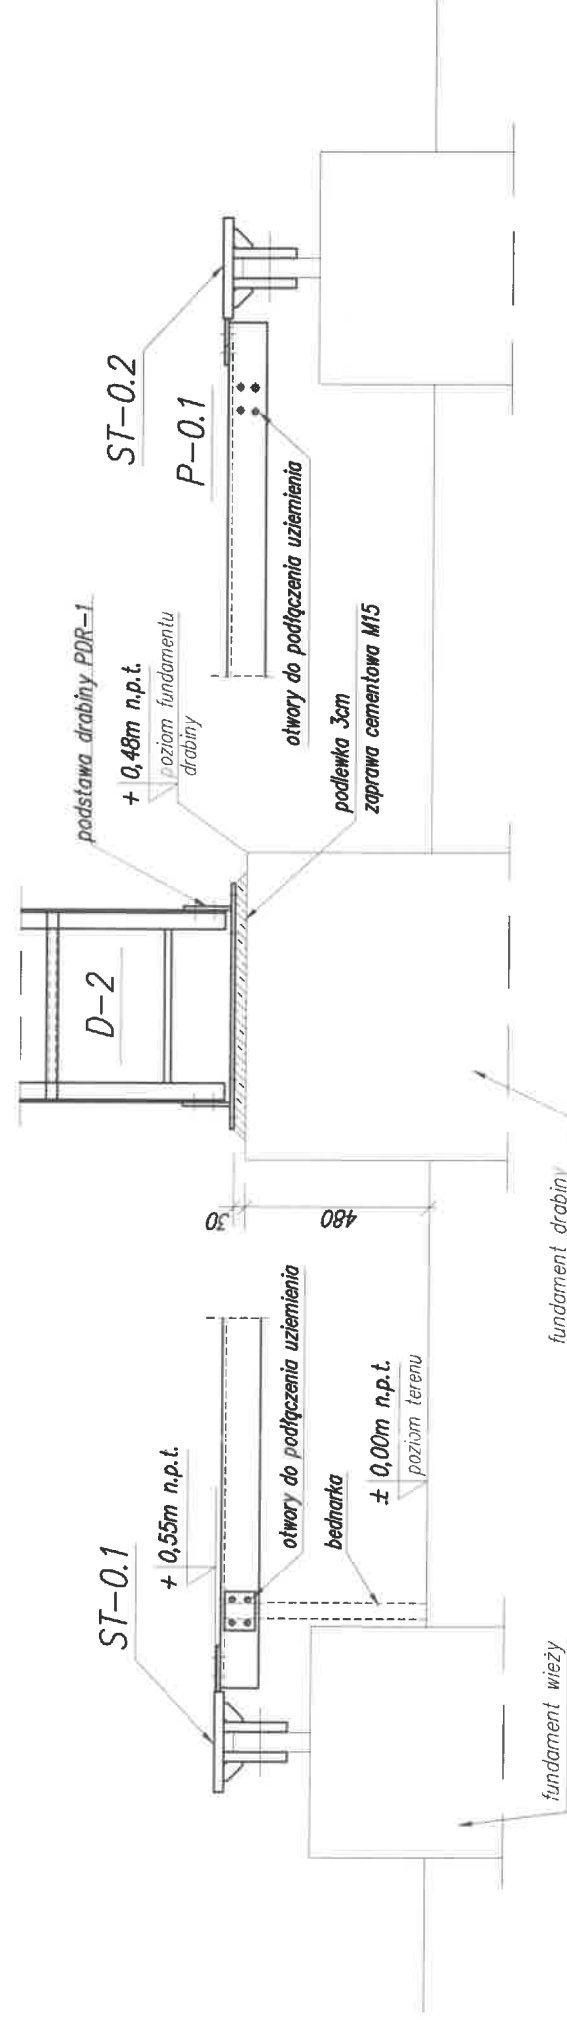 ST-0.1
+ 0,55m n.p.t.
otwory do podłączenia uziemienia
bednarka
± 0,00m n.p.t.
poziom terenu
fundament wieży
30
480
D-2
podstawa drabiny PDR-1
+ 0,48m n.p.t.
poziom fundamentu
drabiny
podlewka 3cm
zaprawa cementowa M15
fundament drabiny
ST-0.2
P-0.1
otwory do podłączenia uziemienia